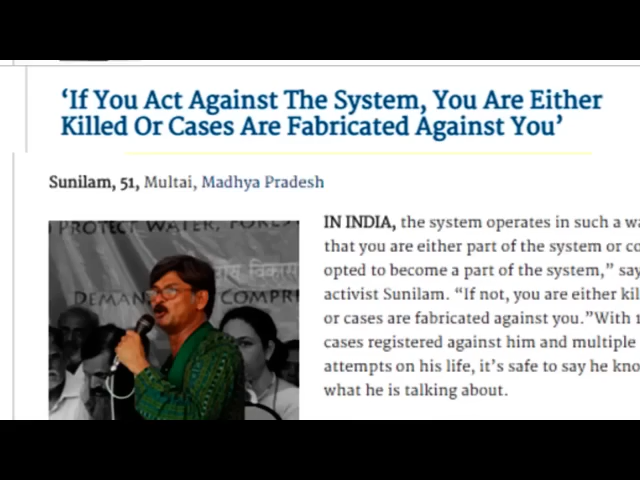 ‘If You Act Against The System, You Are Either
Killed Or Cases Are Fabricated Against You’
Sunilam, 51, Multai, Madhya Pradesh
PROTECT WATER, FORES
विकास
DEMAN
COMPRE
IN INDIA, the system operates in such a wa
that you are either part of the system or co
opted to become a part of the system,” say
activist Sunilam. “If not, you are either kil
or cases are fabricated against you.”With 1
cases registered against him and multiple
attempts on his life, it’s safe to say he kno
what he is talking about.